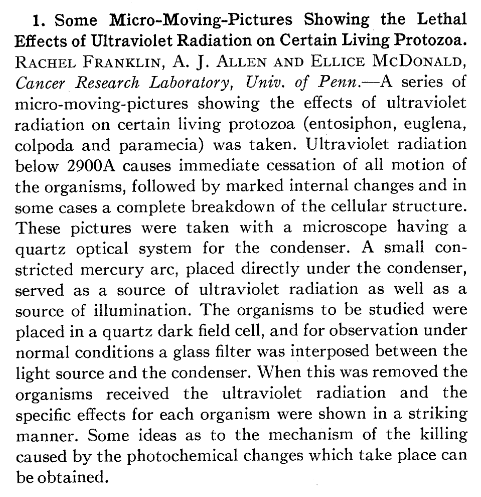 1. Some Micro-Moving-Pictures Showing the Lethal
Effects of Ultraviolet Radiation on Certain Living Protozoa.
RACHEL FRANKLIN, A. J. ALLEN AND ELLICE MCDONALD,
Cancer Research Laboratory, Univ. of Penn.—A series of
micro-moving-pictures showing the effects of ultraviolet
radiation on certain living protozoa (entosiphon, euglena,
colpoda and paramecia) was taken. Ultraviolet radiation
below 2900A causes immediate cessation of all motion of
the organisms, followed by marked internal changes and in
some cases a complete breakdown of the cellular structure.
These pictures were taken with a microscope having a
quartz optical system for the condenser. A small con-
stricted mercury arc, placed directly under the condenser,
served as a source of ultraviolet radiation as well as a
source of illumination. The organisms to be studied were
placed in a quartz dark field cell, and for observation under
normal conditions a glass filter was interposed between the
light source and the condenser. When this was removed the
organisms received the ultraviolet radiation and the
specific effects for each organism were shown in a striking
manner. Some ideas as to the mechanism of the killing
caused by the photochemical changes which take place can
be obtained.